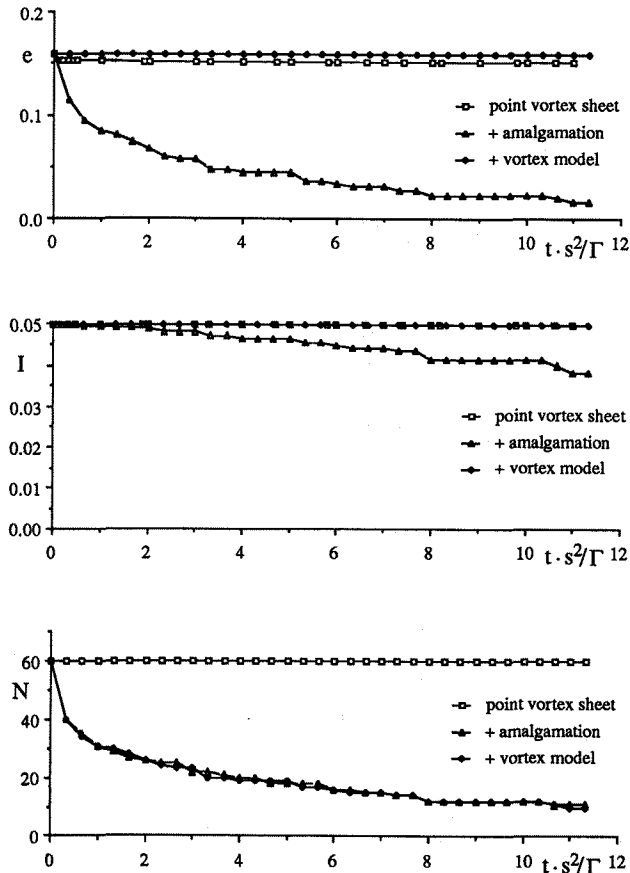 0.2
e
0.1
0.0
point vortex sheet
+ amalgamation
+ vortex model
0 2 4 6 8 10 12
t · s²/Γ
0.05
I
0.04
0.03
0.02
0.01
0.00
point vortex sheet
+ amalgamation
+ vortex model
0 2 4 6 8 10 12
t · s²/Γ
60
N
40
20
0
point vortex sheet
+ amalgamation
+ vortex model
0 2 4 6 8 10 12
t · s²/Γ